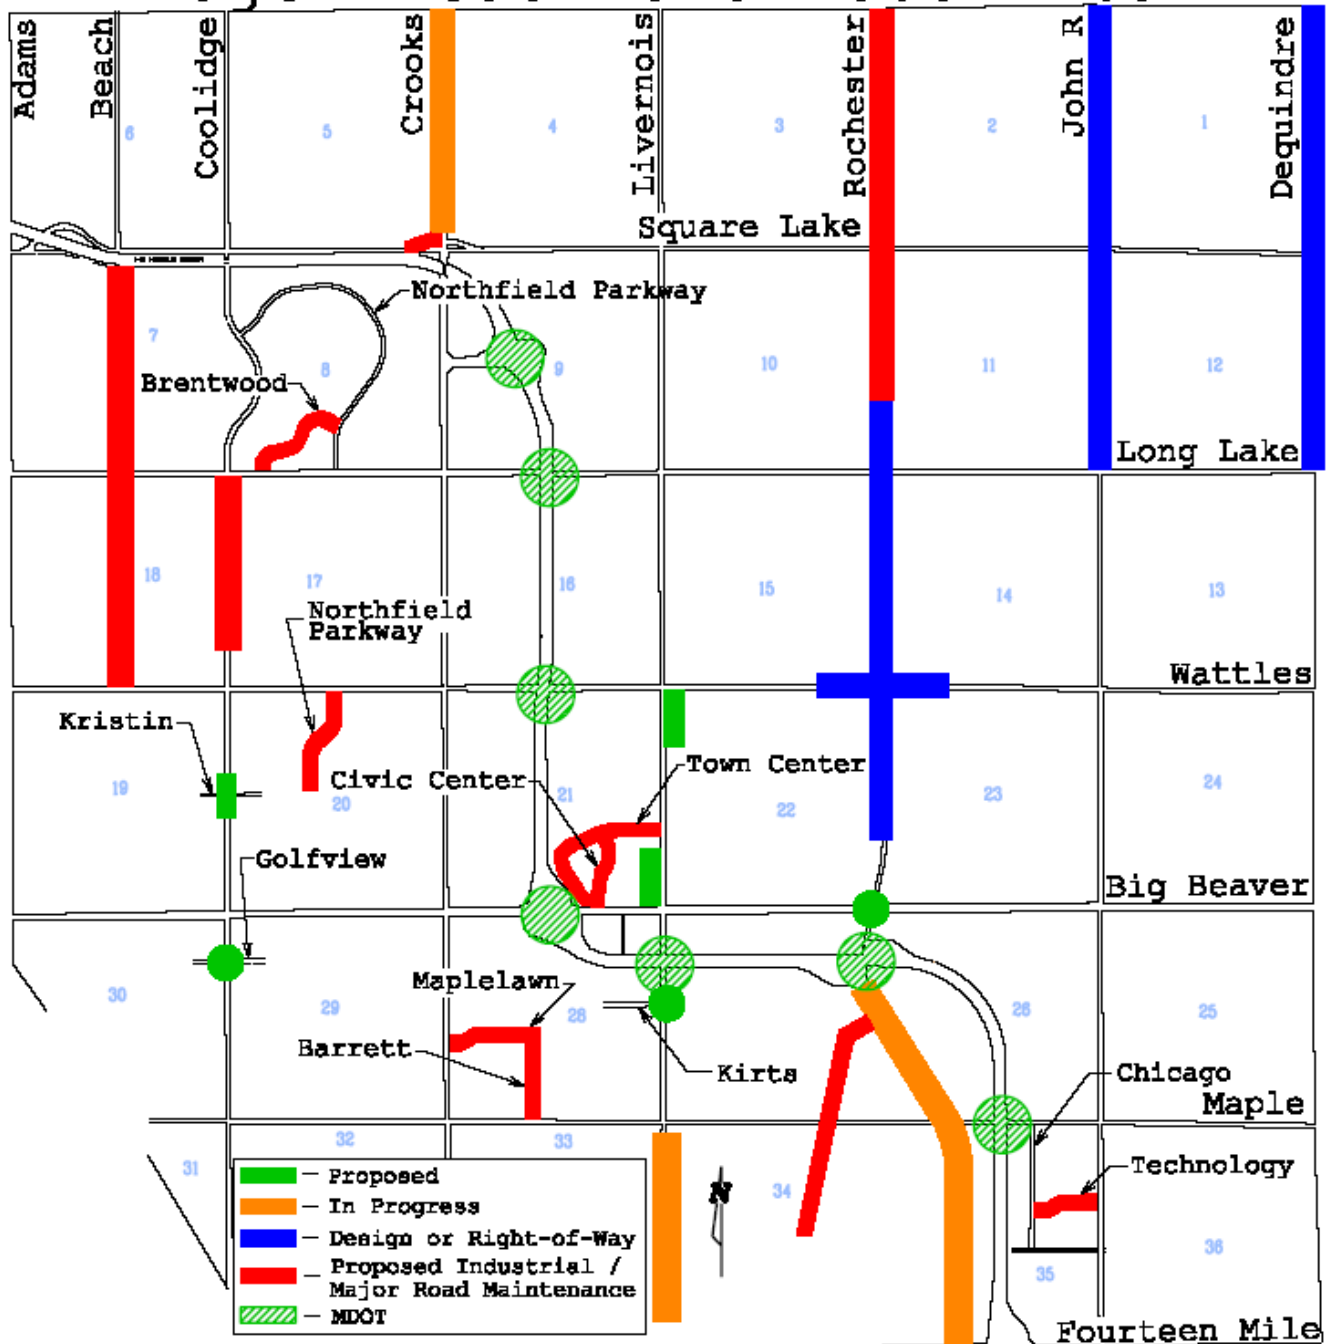 Adams
Beach
Coolidge
Crooks
Livernois
Rochester
John R
Dequindre
6
5
4
3
2
1
Square Lake
Northfield Parkway
7
8
9
10
11
12
Brentwood
Long Lake
18
17
16
15
14
13
Northfield
Parkway
Wattles
Kristin
Town Center
Civic Center
19
20
21
22
23
24
Golfview
Big Beaver
Maplelawn
30
29
28
26
25
Barrett
Kirts
Chicago
Maple
31
32
33
34
35
36
Technology
N
Proposed
In Progress
Design or Right-of-Way
Proposed Industrial /
Major Road Maintenance
MDOT
Fourteen Mile